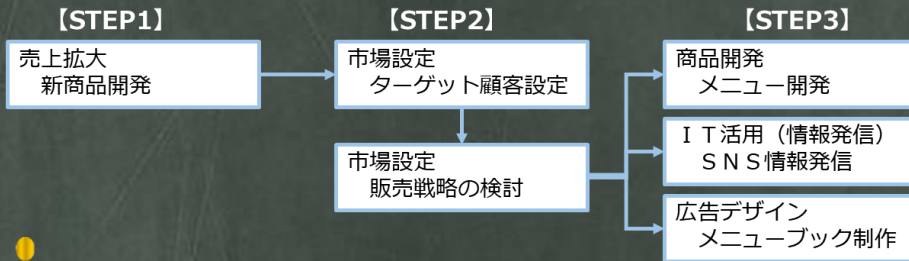 【STEP1】
【STEP2】
【STEP3】
売上拡大
新商品開発
市場設定
ターゲット顧客設定
市場設定
販売戦略の検討
商品開発
メニュー開発
ＩＴ活用（情報発信）
ＳＮＳ情報発信
広告デザイン
メニューブック制作